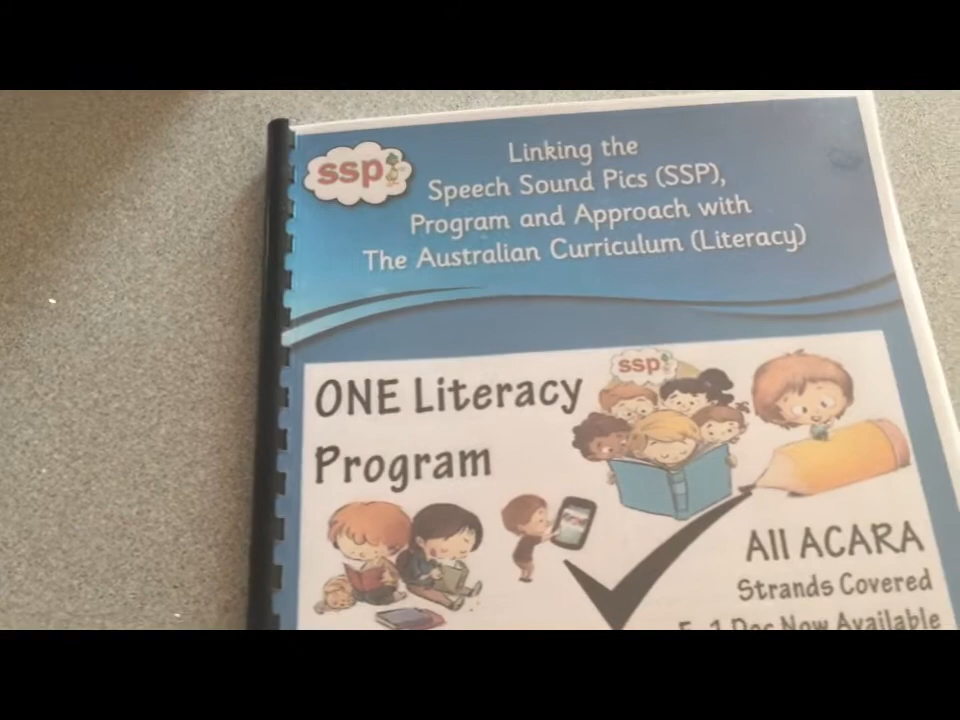 ssp
Linking the
Speech Sound Pics (SSP),
Program and Approach with
The Australian Curriculum (Literacy)
ssp
ONE Literacy
Program
All ACARA
Strands Covered
Doc Now Available